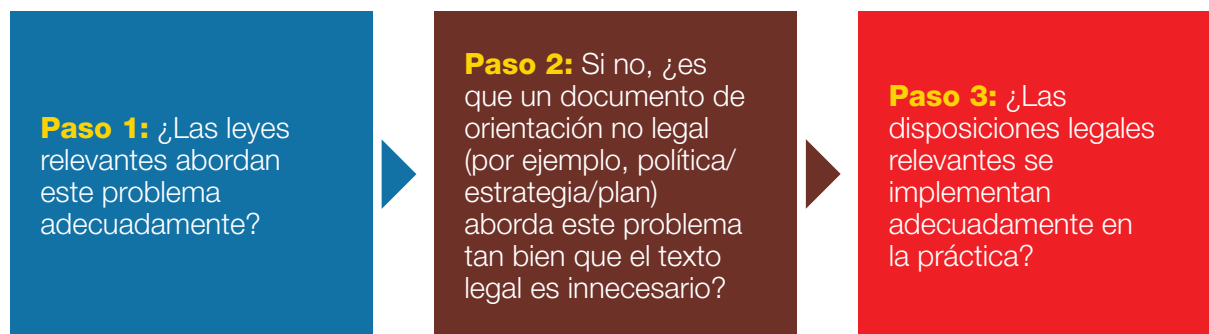 Paso 1: ¿Las leyes
relevantes abordan
este problema
adecuadamente?
Paso 2: Si no, ¿es
que un documento de
orientación no legal
(por ejemplo, política/
estrategia/plan)
aborda este problema
tan bien que el texto
legal es innecesario?
Paso 3: ¿Las
disposiciones legales
relevantes se
implementan
adecuadamente en
la práctica?